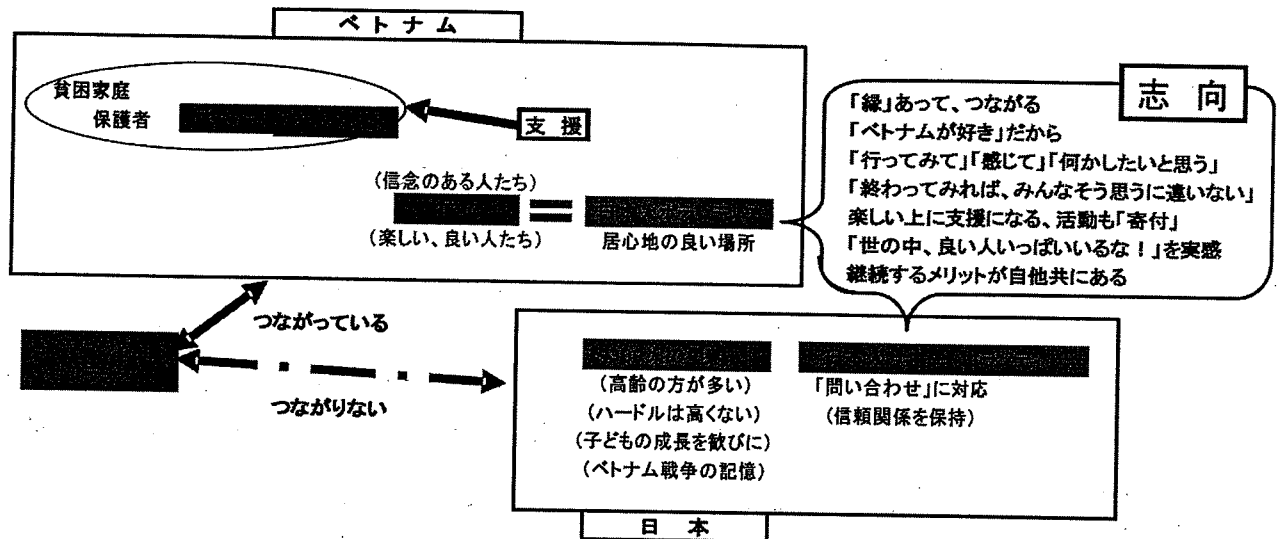 ベトナム
貧困家庭
保護者
支援
(信念のある人たち)
(楽しい、良い人たち)
居心地の良い場所
志向
「縁」あって、つながる
「ベトナムが好き」だから
「行ってみて」「感じて」「何かしたいと思う」
「終わってみれば、みんなそう思うに違いない」
楽しい上に支援になる、活動も「寄付」
「世の中、良い人いっぱいいるな!」を実感
継続するメリットが自他共にある
つながっている
つながりない
(高齢の方が多い)
(ハードルは高くない)
(子どもの成長を歓びに)
(ベトナム戦争の記憶)
「問い合わせ」に対応
(信頼関係を保持)
日本